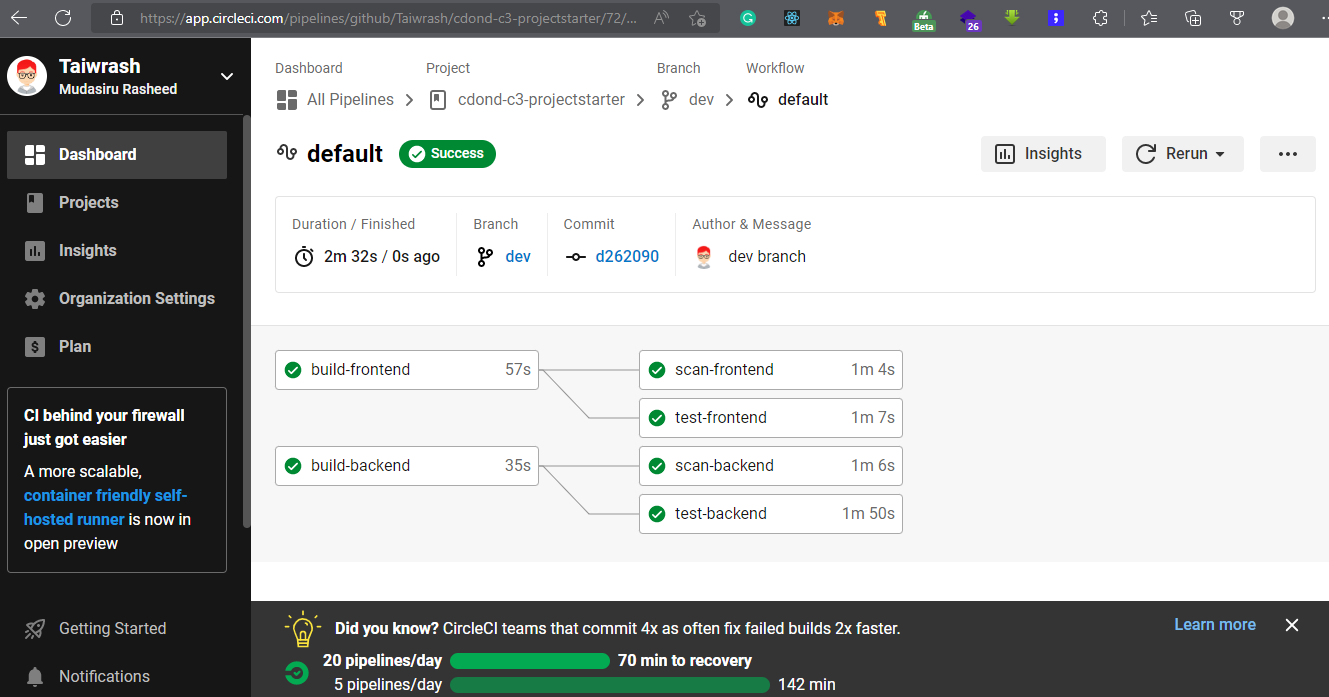 https://app.circleci.com/pipelines/github/Taiwrash/cdond-c3-projectstarter/72/...
Beta
26
Taiwrash
Mudasiru Rasheed
Dashboard
Projects
Insights
Organization Settings
Plan
CI behind your firewall
just got easier
A more scalable,
container friendly self-
hosted runner is now in
open preview
Getting Started
Notifications
Dashboard Project Branch Workflow
All Pipelines cdond-c3-projectstarter dev default
default Success
Insights Rerun
Duration / Finished Branch Commit Author & Message
2m 32s / 0s ago dev d262090 dev branch
build-frontend 57s
scan-frontend 1m 4s
test-frontend 1m 7s
build-backend 35s
scan-backend 1m 6s
test-backend 1m 50s
Did you know? CircleCI teams that commit 4x as often fix failed builds 2x faster.
Learn more
20 pipelines/day 70 min to recovery
5 pipelines/day 142 min